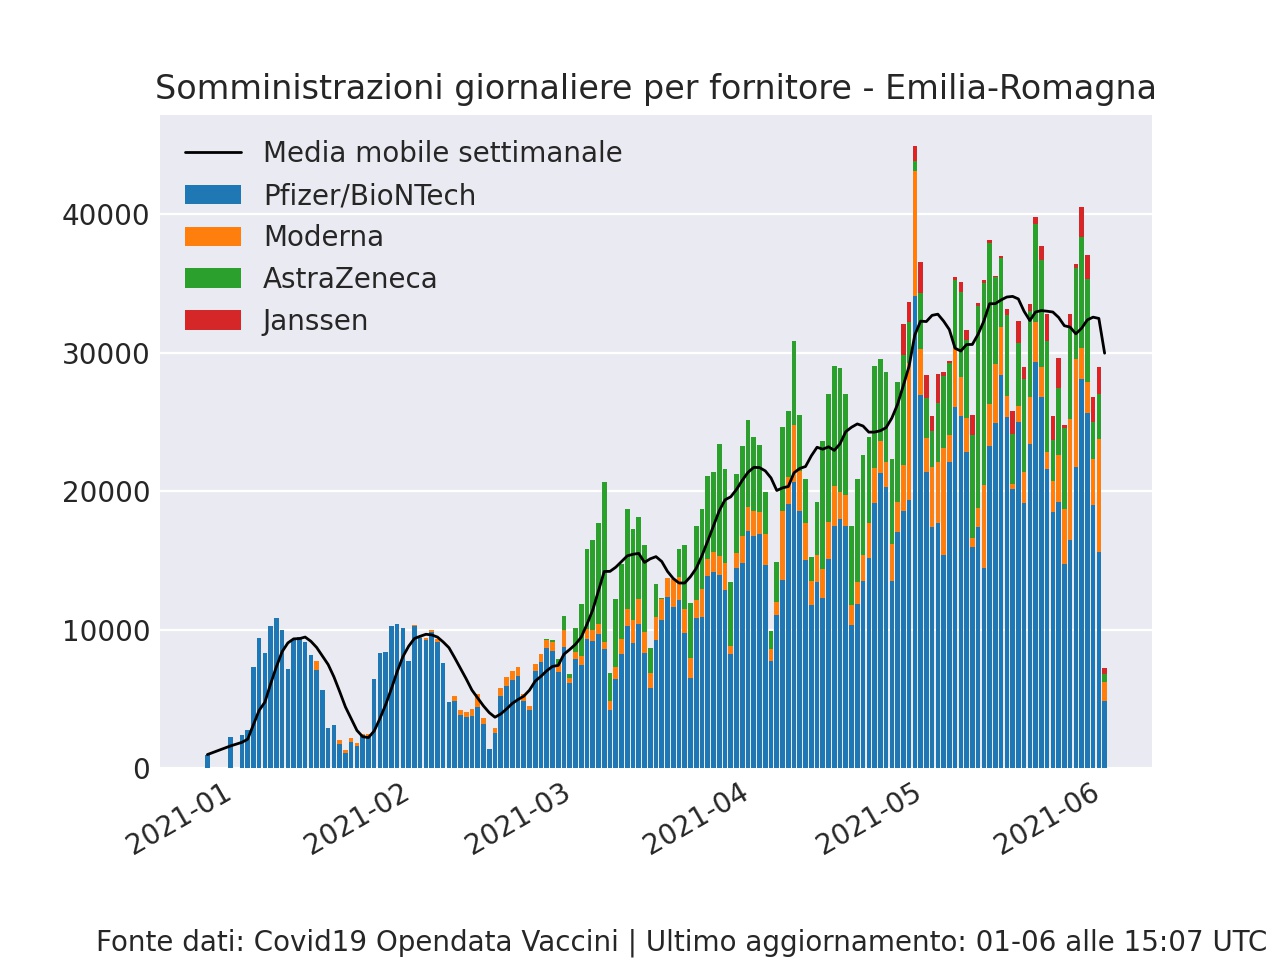 Somministrazioni giornaliere per fornitore - Emilia-Romagna
Media mobile settimanale
Pfizer/BioNTech
Moderna
AstraZeneca
Janssen
40000
30000
20000
10000
0
2021-01
2021-02
2021-03
2021-04
2021-05
2021-06
Fonte dati: Covid19 Opendata Vaccini | Ultimo aggiornamento: 01-06 alle 15:07 UTC